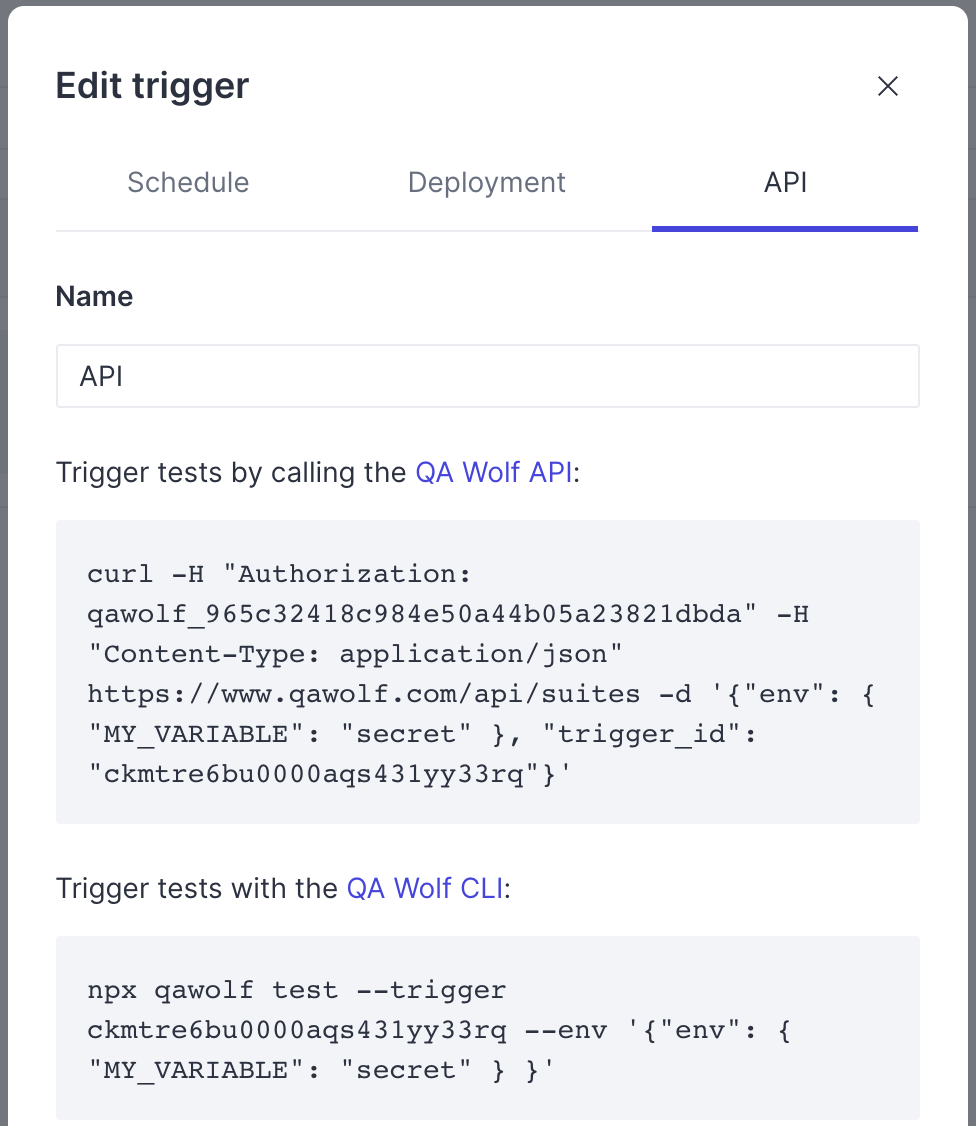 Edit trigger
Schedule
Deployment
API
Name
API
Trigger tests by calling the QA Wolf API:
curl -H "Authorization:
qawolf_965c32418c984e50a44b05a23821dbda" -H
"Content-Type: application/json"
https://www.qawolf.com/api/suites -d '{"env": {
"MY_VARIABLE": "secret" }, "trigger_id":
"ckmtre6bu0000aqs431yy33rq"}'
Trigger tests with the QA Wolf CLI:
npx qawolf test --trigger
ckmtre6bu0000aqs431yy33rq --env '{"env": {
"MY_VARIABLE": "secret" } }'